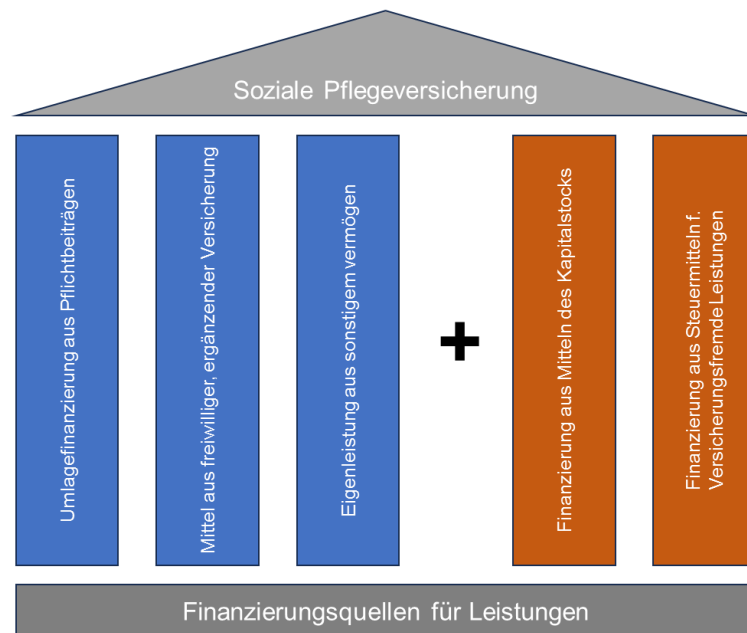 Soziale Pflegeversicherung
Umlagefinanzierung aus Pflichtbeiträgen
Mittel aus freiwilliger, ergänzender Versicherung
Eigenleistung aus sonstigem vermögen
+
Finanzierung aus Mitteln des Kapitalstocks
Finanzierung aus Steuermitteln f.
Versicherungsfremde Leistungen
Finanzierungsquellen für Leistungen